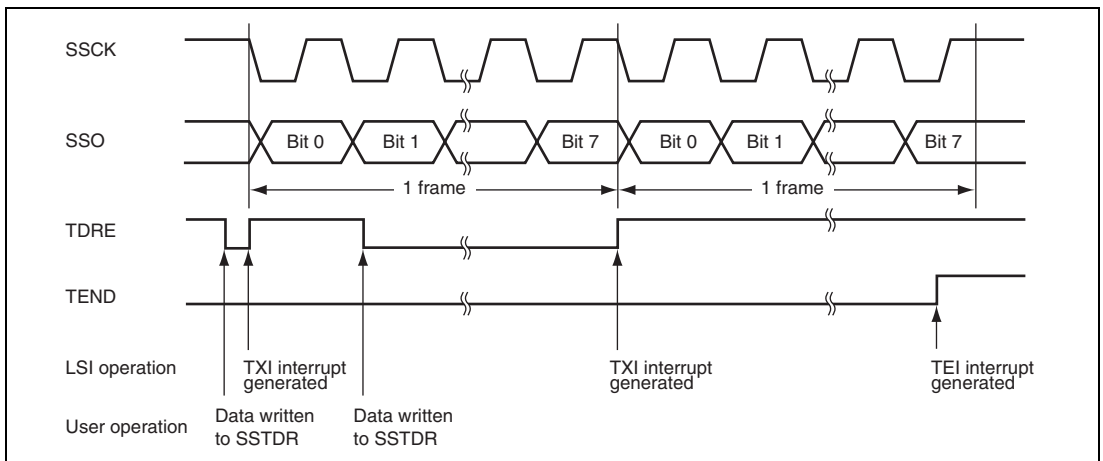 SSCK
SSO
Bit 0
Bit 1
Bit 7
Bit 0
Bit 1
Bit 7
1 frame
1 frame
TDRE
TEND
LSI operation
TXI interrupt
generated
TXI interrupt
generated
TEI interrupt
generated
User operation
Data written
to SSTDR
Data written
to SSTDR